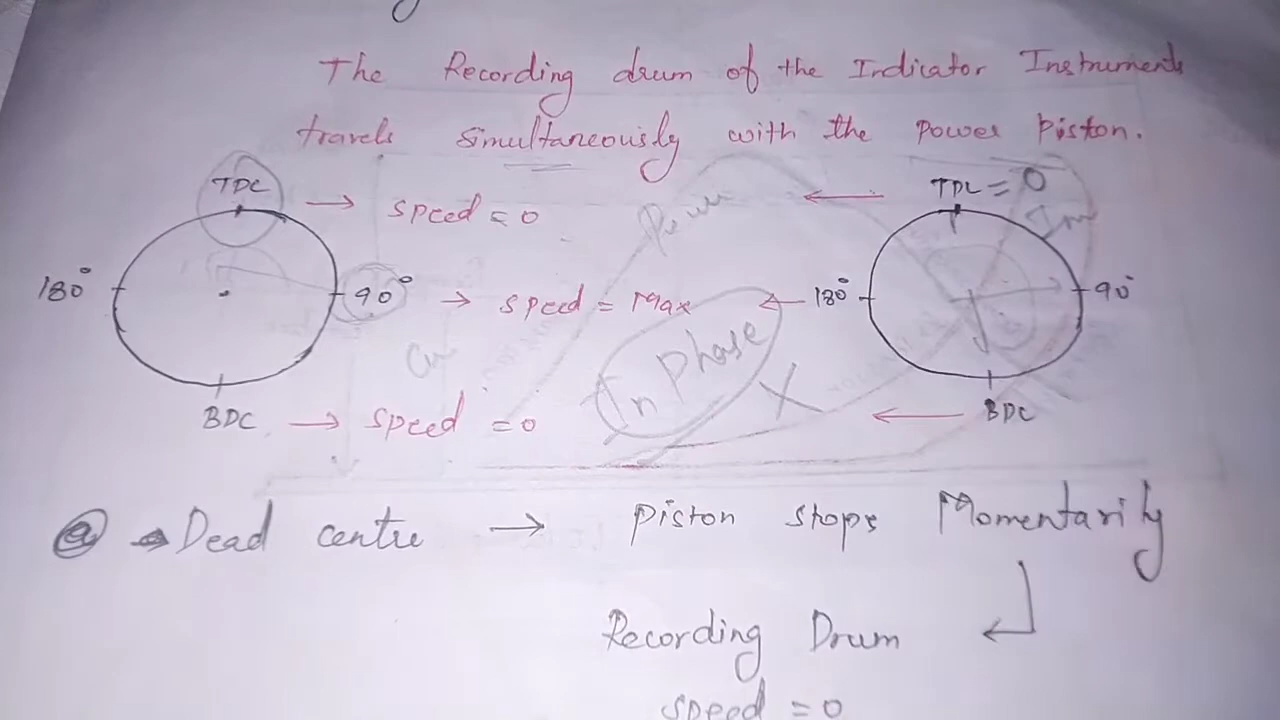 The Recording drum of the Indicator Instruments
travels simultaneously with the power piston.
TDC → speed = 0 ← TDC = 0
Power
180° 90° → speed = Max ← 180° 90°
In Phase X
BDC → speed = 0 ← BDC
@ → Dead centre → piston stops Momentarily
Recording Drum
speed = 0